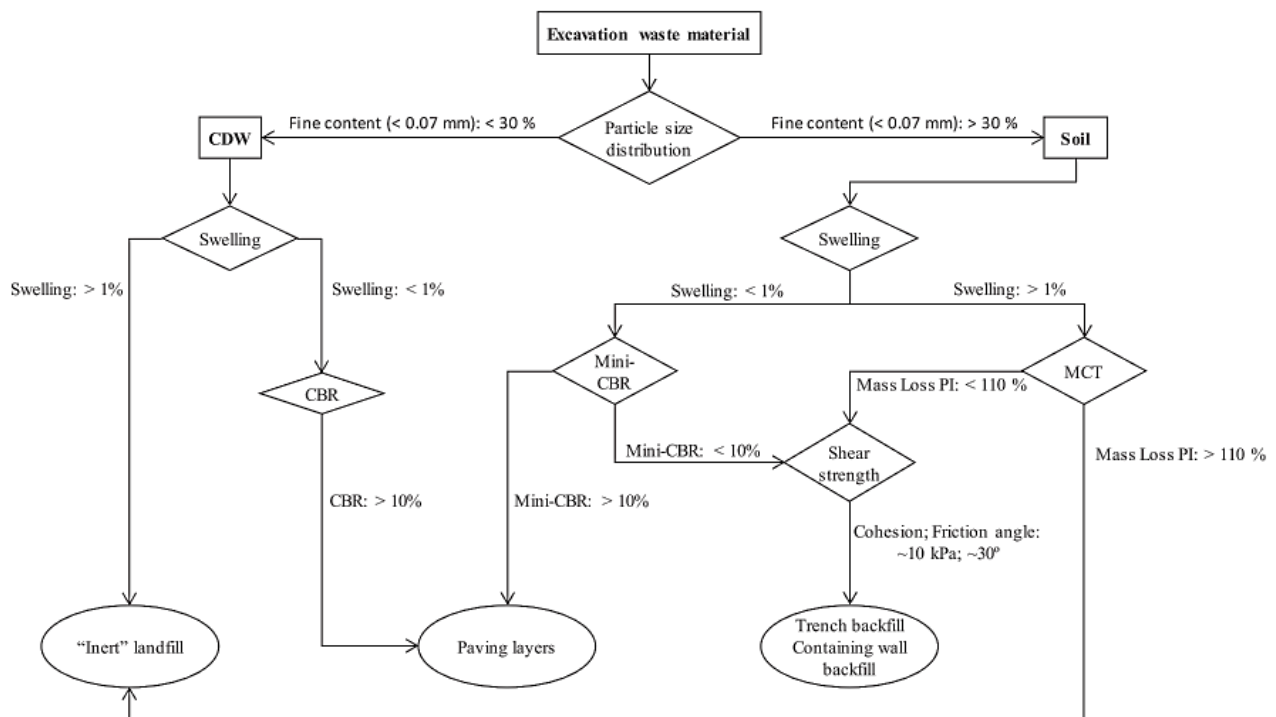 Excavation waste material
Fine content (< 0.07 mm): < 30 %
Particle size
distribution
Fine content (< 0.07 mm): > 30 %
CDW
Soil
Swelling
Swelling
Swelling: > 1%
Swelling: < 1%
Swelling: < 1%
Swelling: > 1%
Mini-
CBR
MCT
CBR
Mass Loss PI: < 110 %
Mini-CBR: < 10%
Shear
strength
Mass Loss PI: > 110 %
CBR: > 10%
Mini-CBR: > 10%
Cohesion; Friction angle:
~10 kPa; ~30º
“Inert” landfill
Paving layers
Trench backfill
Containing wall
backfill